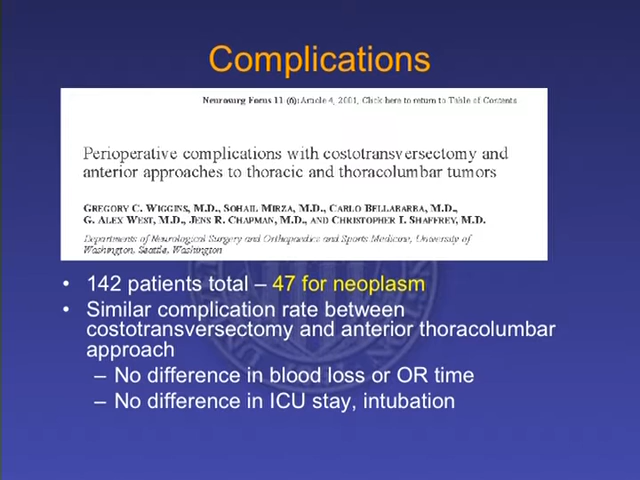 Complications
Neurosurg Focus 11 (6): Article 4, 2001, Click here to return to Table of Contents
Perioperative complications with costotransversectomy and
anterior approaches to thoracic and thoracolumbar tumors
GREGORY C. WIGGINS, M.D., SOHAIL MIRZA, M.D., CARLO BELLABARBA, M.D.,
G. ALEX WEST, M.D., JENS R. CHAPMAN, M.D., AND CHRISTOPHER I. SHAFFREY, M.D.
Departments of Neurological Surgery and Orthopaedics and Sports Medicine, University of
Washington, Seattle, Washington
• 142 patients total – 47 for neoplasm
• Similar complication rate between
costotransversectomy and anterior thoracolumbar
approach
– No difference in blood loss or OR time
– No difference in ICU stay, intubation